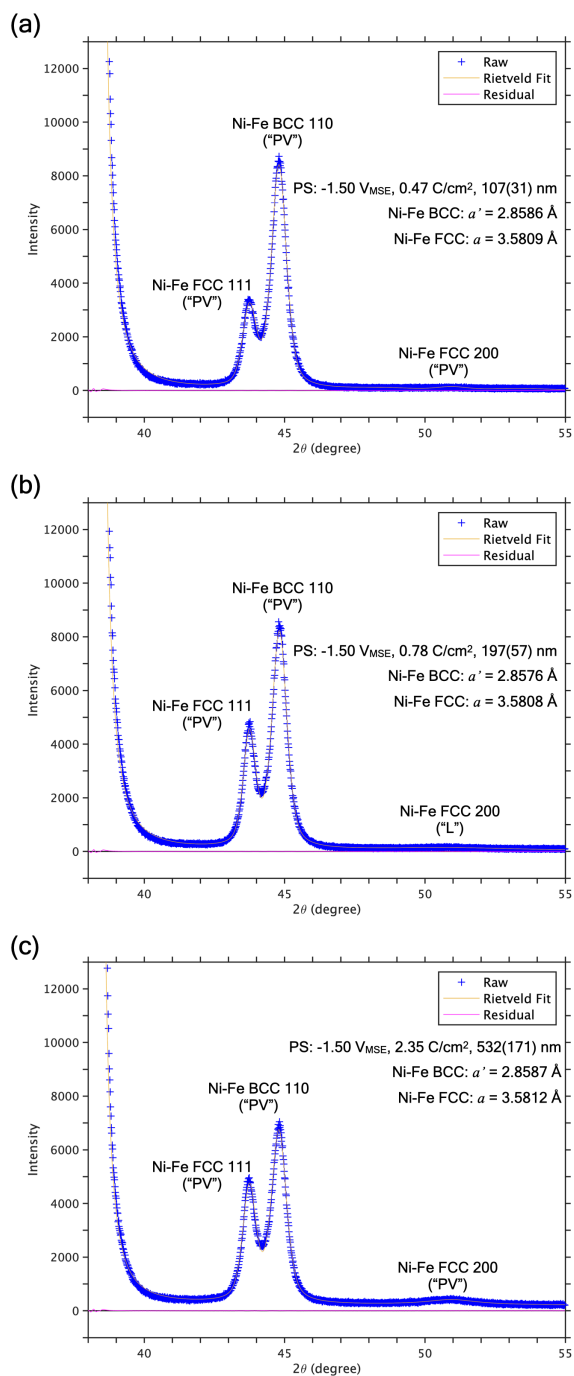 (a)
12000
10000
8000
6000
4000
2000
0
Intensity
40
45
50
55
2θ (degree)
Raw
Rietveld Fit
Residual
Ni-Fe BCC 110
(“PV”)
PS: -1.50 VMSE, 0.47 C/cm², 107(31) nm
Ni-Fe BCC: a’ = 2.8586 Å
Ni-Fe FCC: a = 3.5809 Å
Ni-Fe FCC 111
(“PV”)
Ni-Fe FCC 200
(“PV”)
(b)
12000
10000
8000
6000
4000
2000
0
Intensity
40
45
50
55
2θ (degree)
Raw
Rietveld Fit
Residual
Ni-Fe BCC 110
(“PV”)
PS: -1.50 VMSE, 0.78 C/cm², 197(57) nm
Ni-Fe BCC: a’ = 2.8576 Å
Ni-Fe FCC: a = 3.5808 Å
Ni-Fe FCC 111
(“PV”)
Ni-Fe FCC 200
(“L”)
(c)
12000
10000
8000
6000
4000
2000
0
Intensity
40
45
50
55
2θ (degree)
Raw
Rietveld Fit
Residual
PS: -1.50 VMSE, 2.35 C/cm², 532(171) nm
Ni-Fe BCC: a’ = 2.8587 Å
Ni-Fe FCC: a = 3.5812 Å
Ni-Fe BCC 110
(“PV”)
Ni-Fe FCC 111
(“PV”)
Ni-Fe FCC 200
(“PV”)